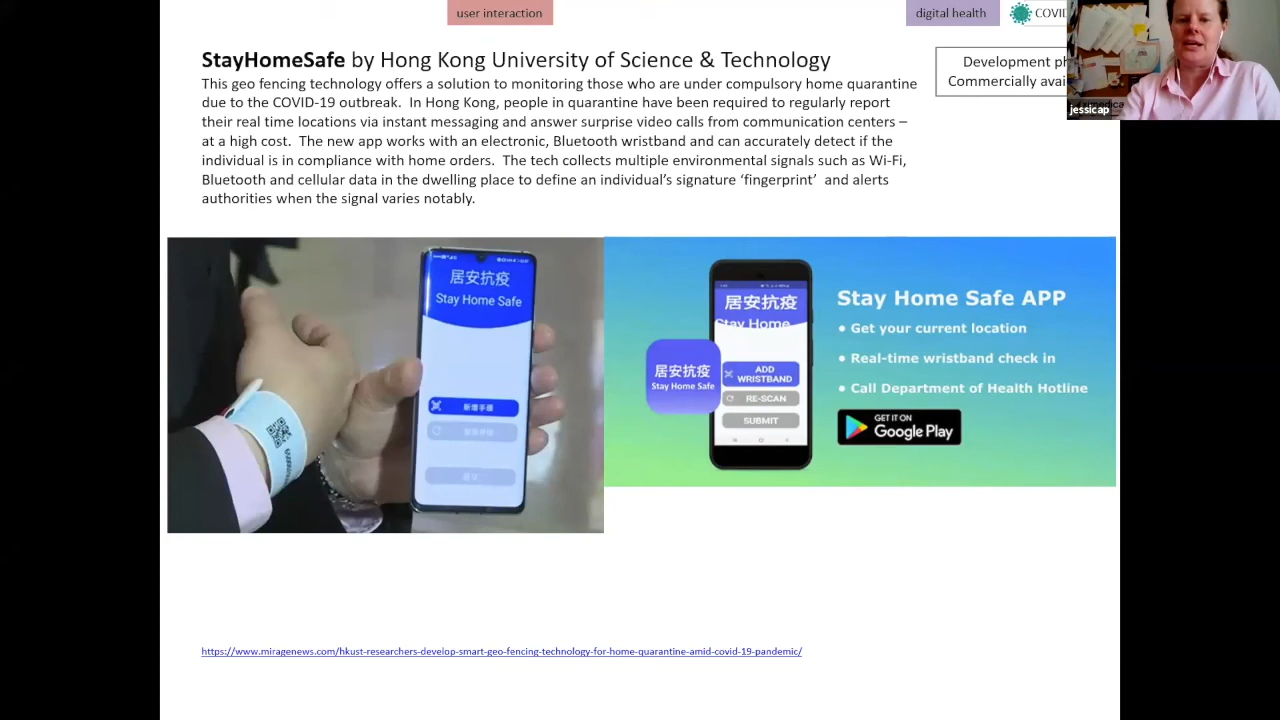 user interaction
digital health
COVID
StayHomeSafe by Hong Kong University of Science & Technology
This geo fencing technology offers a solution to monitoring those who are under compulsory home quarantine
due to the COVID-19 outbreak. In Hong Kong, people in quarantine have been required to regularly report
their real time locations via instant messaging and answer surprise video calls from communication centers –
at a high cost. The new app works with an electronic, Bluetooth wristband and can accurately detect if the
individual is in compliance with home orders. The tech collects multiple environmental signals such as Wi-Fi,
Bluetooth and cellular data in the dwelling place to define an individual's signature 'fingerprint' and alerts
authorities when the signal varies notably.
Development ph
Commercially avai
jessicap
居安抗疫
Stay Home Safe
新增手環
居安抗疫
Stay Home
ADD
WRISTBAND
RE-SCAN
SUBMIT
居安抗疫
Stay Home Safe
Stay Home Safe APP
• Get your current location
• Real-time wristband check in
• Call Department of Health Hotline
GET IT ON
Google Play
https://www.miragenews.com/hkust-researchers-develop-smart-geo-fencing-technology-for-home-quarantine-amid-covid-19-pandemic/